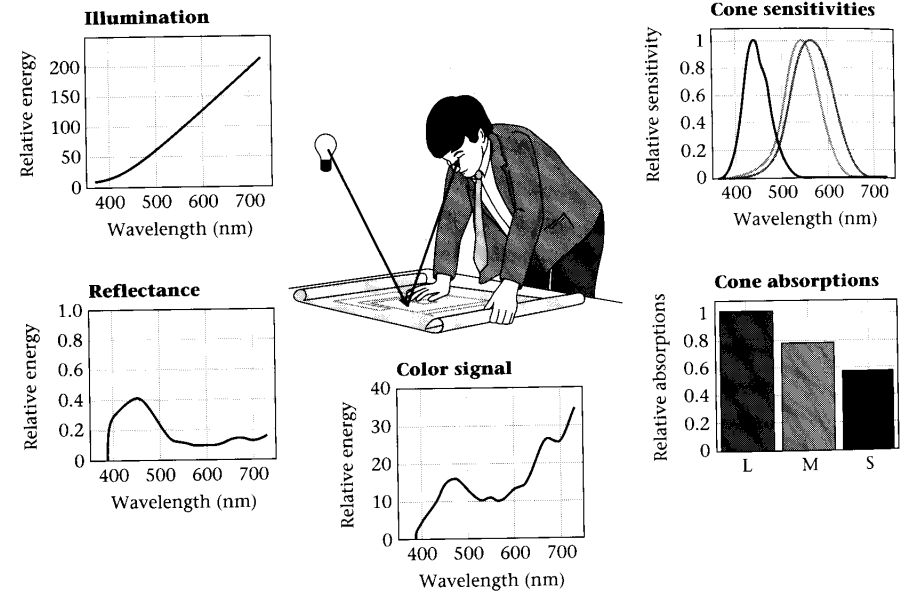 Illumination
Relative energy
200
150
100
50
0
400 500 600 700
Wavelength (nm)
Reflectance
Relative energy
1.0
0.8
0.6
0.4
0.2
0
400 500 600 700
Wavelength (nm)
Color signal
Relative energy
40
30
20
10
0
400 500 600 700
Wavelength (nm)
Cone sensitivities
Relative sensitivity
1
0.8
0.6
0.4
0.2
0
400 500 600 700
Wavelength (nm)
Cone absorptions
Relative absorptions
1
0.8
0.6
0.4
0.2
0
L M S